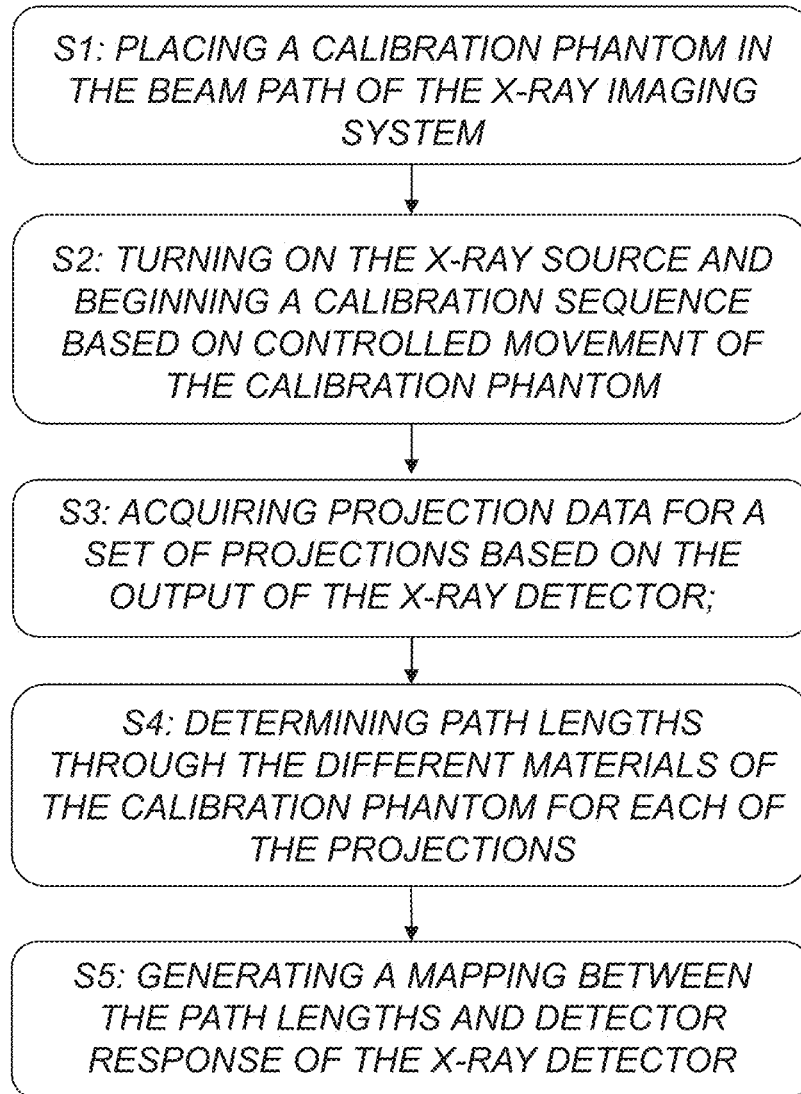 S1: PLACING A CALIBRATION PHANTOM IN
THE BEAM PATH OF THE X-RAY IMAGING
SYSTEM
S2: TURNING ON THE X-RAY SOURCE AND
BEGINNING A CALIBRATION SEQUENCE
BASED ON CONTROLLED MOVEMENT OF
THE CALIBRATION PHANTOM
S3: ACQUIRING PROJECTION DATA FOR A
SET OF PROJECTIONS BASED ON THE
OUTPUT OF THE X-RAY DETECTOR;
S4: DETERMINING PATH LENGTHS
THROUGH THE DIFFERENT MATERIALS OF
THE CALIBRATION PHANTOM FOR EACH OF
THE PROJECTIONS
S5: GENERATING A MAPPING BETWEEN
THE PATH LENGTHS AND DETECTOR
RESPONSE OF THE X-RAY DETECTOR